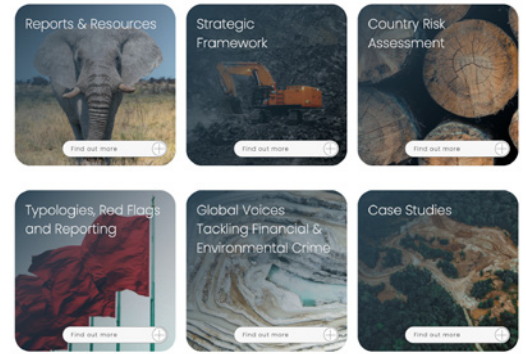 Reports & Resources
Find out more
Strategic
Framework
Find out more
Country Risk
Assessment
Find out more
Typologies, Red Flags
and Reporting
Find out more
Global Voices
Tackling Financial &
Environmental Crime
Find out more
Case Studies
Find out more